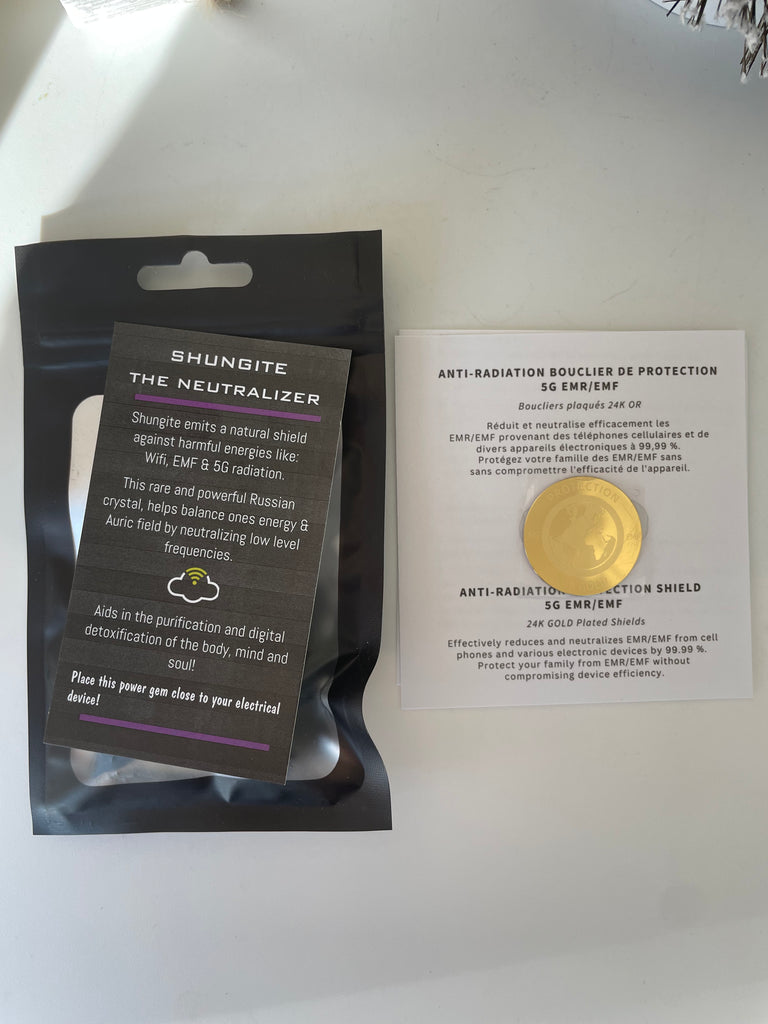 SHUNGITE
THE NEUTRALIZER
Shungite emits a natural shield
against harmful energies like:
Wifi, EMF & 5G radiation.
This rare and powerful Russian
crystal, helps balance ones energy &
Auric field by neutralizing low level
frequencies.
Aids in the purification and digital
detoxification of the body, mind and
soul!
Place this power gem close to your electrical
device!
ANTI-RADIATION BOUCLIER DE PROTECTION
5G EMR/EMF
Boucliers plaqués 24K OR
Réduit et neutralise efficacement les
EMR/EMF provenant des téléphones cellulaires et de
divers appareils électroniques à 99,99 %.
Protégez votre famille des EMR/EMF sans
sans compromettre l'efficacité de l'appareil.
PROTECTION
SHIELD
5G EMR/EMF
24K GOLD Plated Shields
Effectively reduces and neutralizes EMR/EMF from cell
phones and various electronic devices by 99.99 %.
Protect your family from EMR/EMF without
compromising device efficiency.